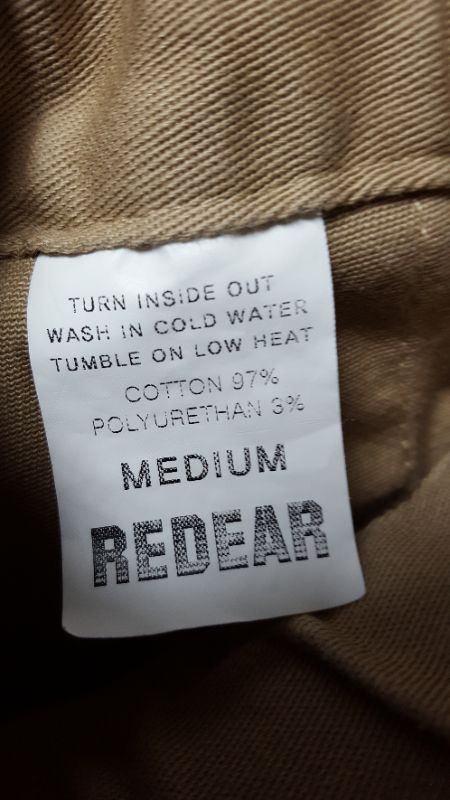 TURN INSIDE OUT
WASH IN COLD WATER
TUMBLE ON LOW HEAT
COTTON 97%
POLYURETHAN 3%
MEDIUM
REDEAR